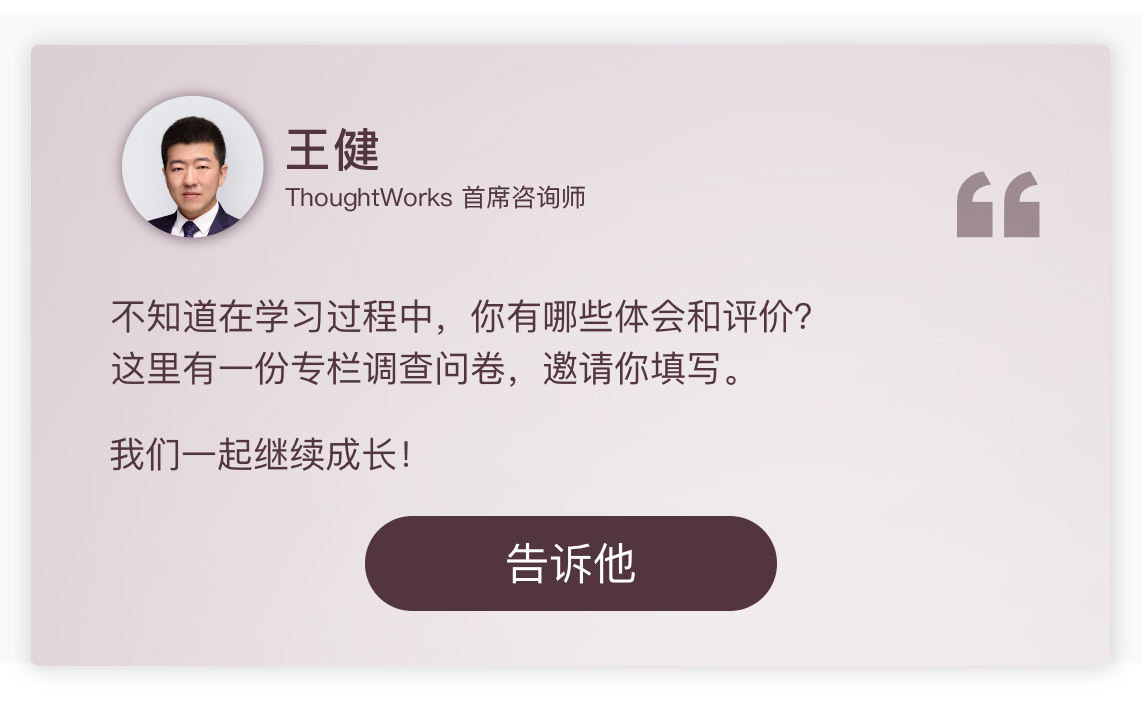 王健
ThoughtWorks 首席咨询师
不知道在学习过程中，你有哪些体会和评价？
这里有一份专栏调查问卷，邀请你填写。
我们一起继续成长！
告诉他